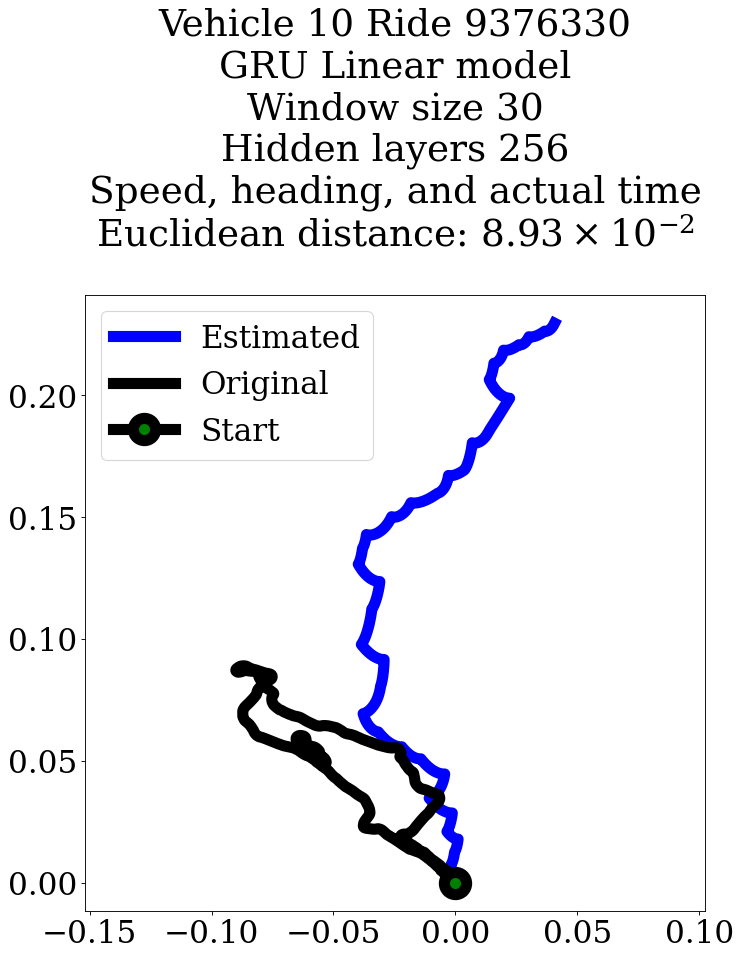 Vehicle 10 Ride 9376330
GRU Linear model
Window size 30
Hidden layers 256
Speed, heading, and actual time
Euclidean distance: 8.93 × 10⁻²
Estimated
Original
Start
0.20
0.15
0.10
0.05
0.00
−0.15 −0.10 −0.05 0.00 0.05 0.10